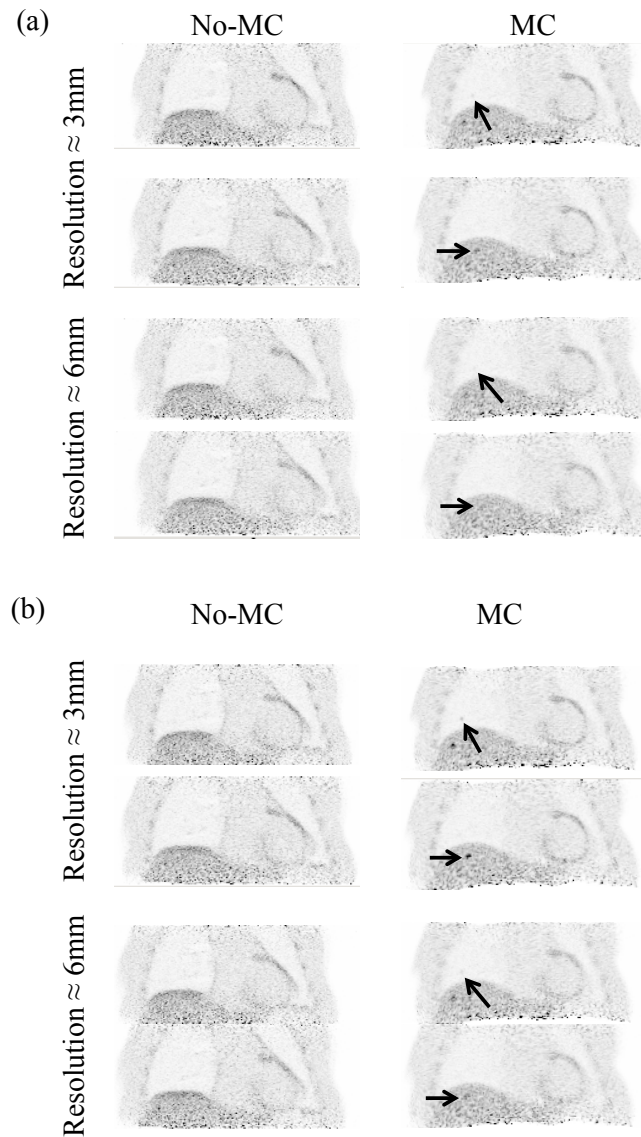 (a)
No-MC MC
Resolution ≈ 3mm
Resolution ≈ 6mm
(b)
No-MC MC
Resolution ≈ 3mm
Resolution ≈ 6mm